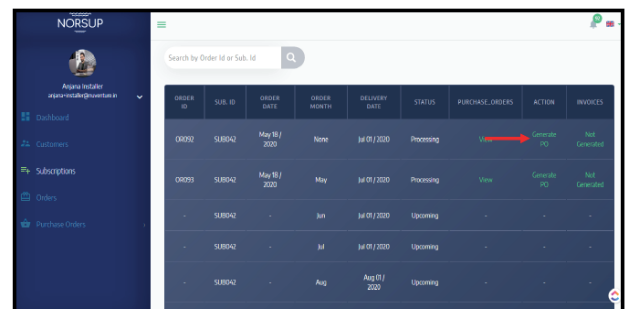 NORSUP
Anjana Installer
anjana+installer@nuventure.in
Dashboard
Customers
Subscriptions
Orders
Purchase Orders
Search by Order Id or Sub. Id
ORDER ID SUB. ID ORDER DATE ORDER MONTH DELIVERY DATE STATUS PURCHASE_ORDERS ACTION INVOICES
OR092 SUB042 May 18 / 2020 None Jul 01 / 2020 Processing View Generate PO Not Generated
OR093 SUB042 May 18 / 2020 May Jul 01 / 2020 Processing View Generate PO Not Generated
- SUB042 - Jun Jul 01 / 2020 Upcoming - - -
- SUB042 - Jul Jul 01 / 2020 Upcoming - - -
- SUB042 - Aug Aug 01 / 2020 Upcoming - - -